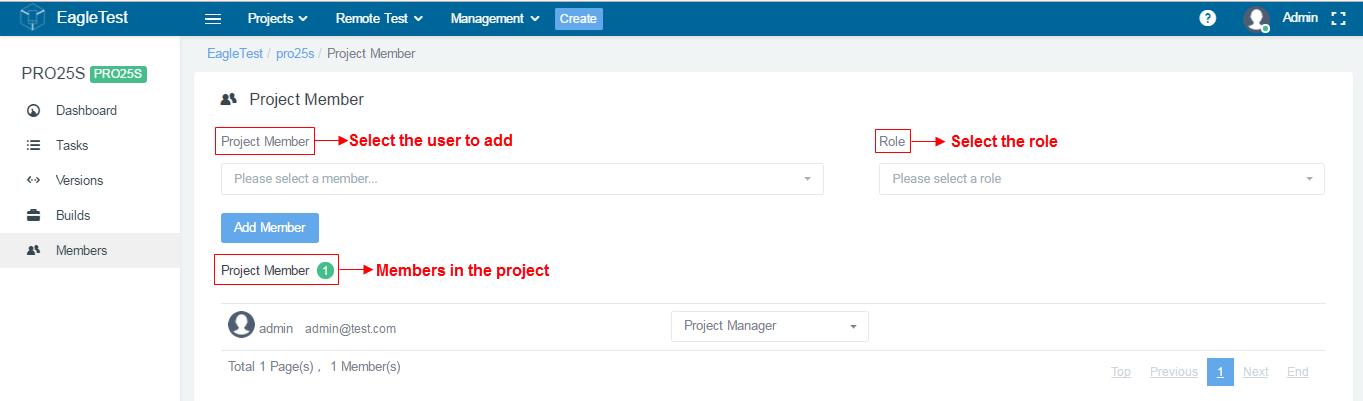 EagleTest Projects Remote Test Management Create ? Admin
EagleTest / pro25s / Project Member
PRO25S PRO25S
Dashboard
Tasks
Versions
Builds
Members
Project Member
Project Member Select the user to add Role Select the role
Please select a member... Please select a role
Add Member
Project Member 1 Members in the project
admin admin@test.com Project Manager
Total 1 Page(s) , 1 Member(s)
Top Previous 1 Next End